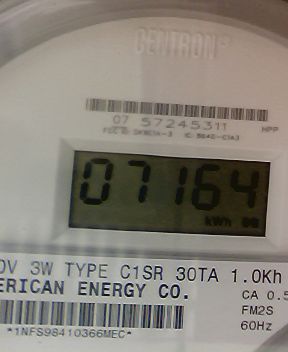 CENTRON®
07 57245311
HPP
07164
kWh
0V 3W TYPE C1SR 30TA 1.0Kh
ERICAN ENERGY CO.
CA 0.5
FM2S
60Hz
*1NFS98410366MEC*